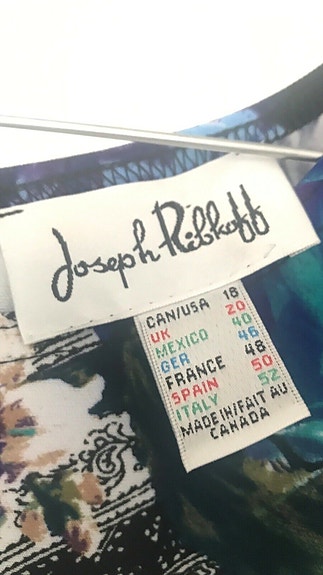 Joseph Ribkoff
CAN/USA 18
UK 20
MEXICO 40
GER 46
FRANCE 48
SPAIN 50
ITALY 52
MADE IN/FAIT AU
CANADA